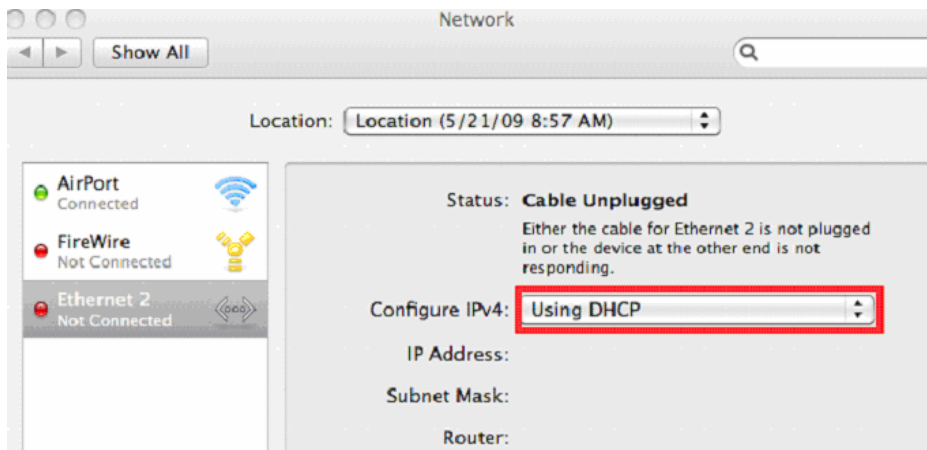 Network
Show All
Location: Location (5/21/09 8:57 AM)
AirPort
Connected
FireWire
Not Connected
Ethernet 2
Not Connected
Status: Cable Unplugged
Either the cable for Ethernet 2 is not plugged
in or the device at the other end is not
responding.
Configure IPv4: Using DHCP
IP Address:
Subnet Mask:
Router: